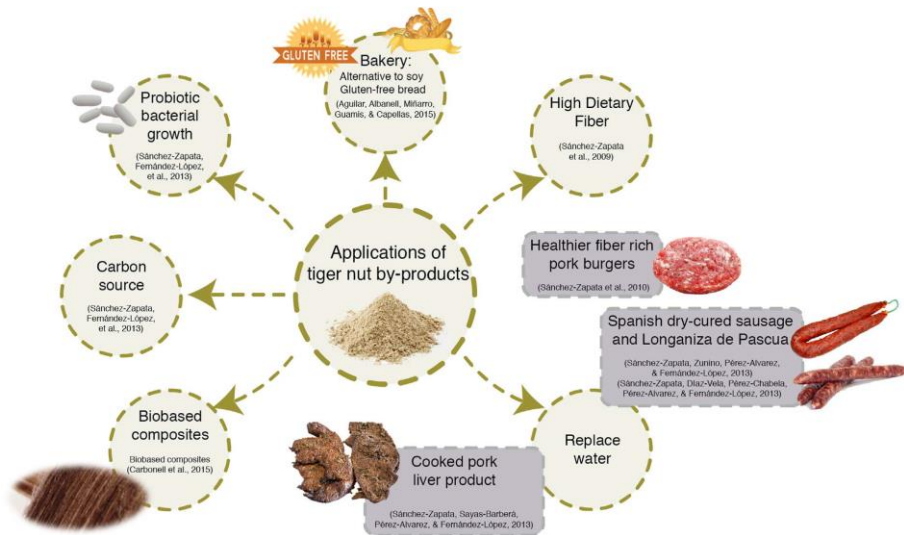 Applications of
tiger nut by-products
GLUTEN FREE
Bakery:
Alternative to soy
Gluten-free bread
(Aguilar, Albanell, Miñarro,
Guamis, & Capellas, 2015)
High Dietary
Fiber
(Sánchez-Zapata
et al., 2009)
Healthier fiber rich
pork burgers
(Sánchez-Zapata et al., 2010)
Spanish dry-cured sausage
and Longaniza de Pascua
(Sánchez-Zapata, Zunino, Pérez-Alvarez,
& Fernández-López, 2013)
(Sánchez-Zapata, Díaz-Vela, Pérez-Chabela,
Pérez-Alvarez, & Fernández-López, 2013)
Replace
water
Cooked pork
liver product
(Sánchez-Zapata, Sayas-Barberá,
Pérez-Alvarez, & Fernández-López, 2013)
Biobased
composites
Biobased composites
(Carbonell et al., 2015)
Carbon
source
(Sánchez-Zapata,
Fernández-López,
et al., 2013)
Probiotic
bacterial
growth
(Sánchez-Zapata,
Fernández-López,
et al., 2013)